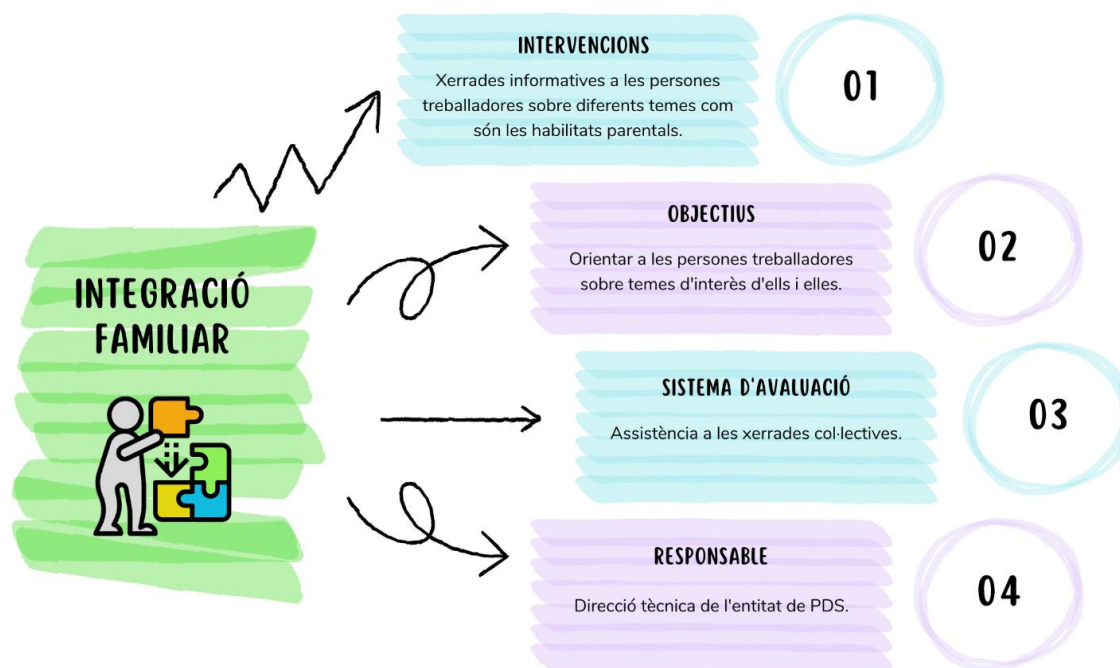 INTEGRACIÓ
FAMILIAR
INTERVENCIONS
Xerrades informatives a les persones
treballadores sobre diferents temes com
són les habilitats parentals.
01
OBJECTIUS
Orientar a les persones treballadores
sobre temes d'interès d'ells i elles.
02
SISTEMA D'AVALUACIÓ
Assistència a les xerrades col·lectives.
03
RESPONSABLE
Direcció tècnica de l'entitat de PDS.
04